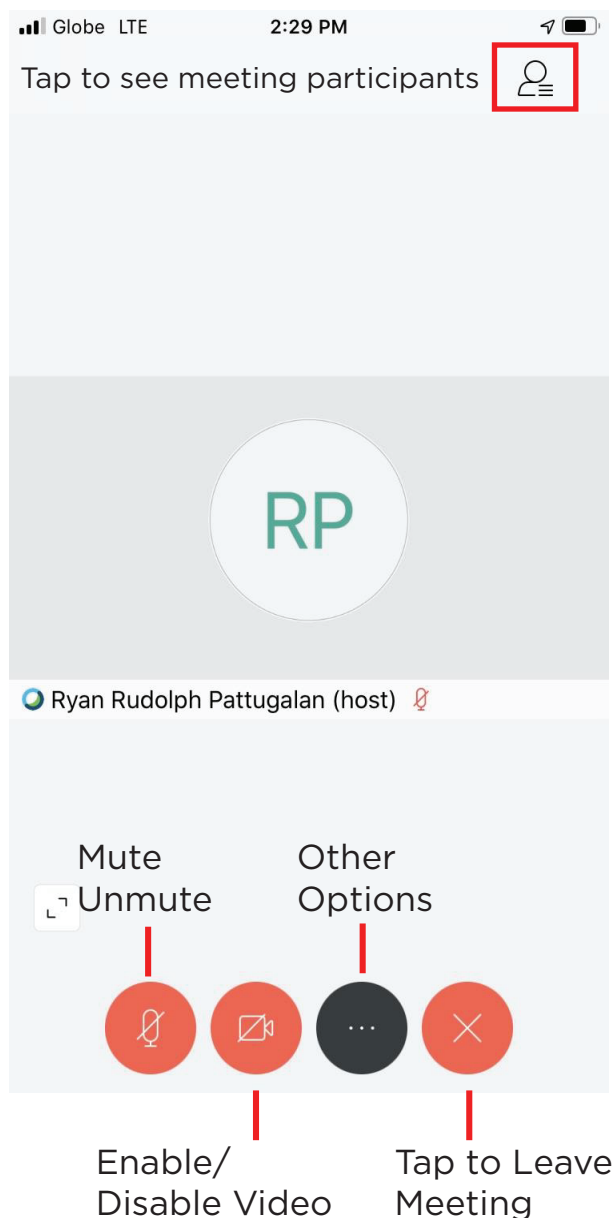 Globe LTE 2:29 PM
Tap to see meeting participants
RP
Ryan Rudolph Pattugalan (host)
Mute
Unmute
Other
Options
Enable/
Disable Video
Tap to Leave
Meeting